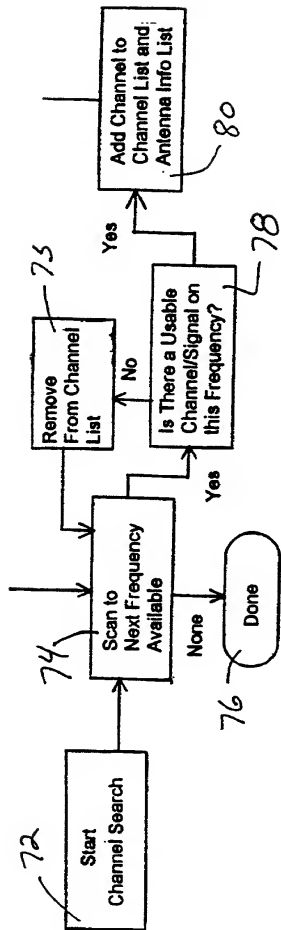 72
Start
Channel Search
74
Scan to
Next Frequency
Available
None
76
Done
Yes
73
Remove
From Channel
List
No
Is There a Usable
Channel/Signal on
this Frequency?
78
Yes
Add Channel to
Channel List and
Antenna Info List
80